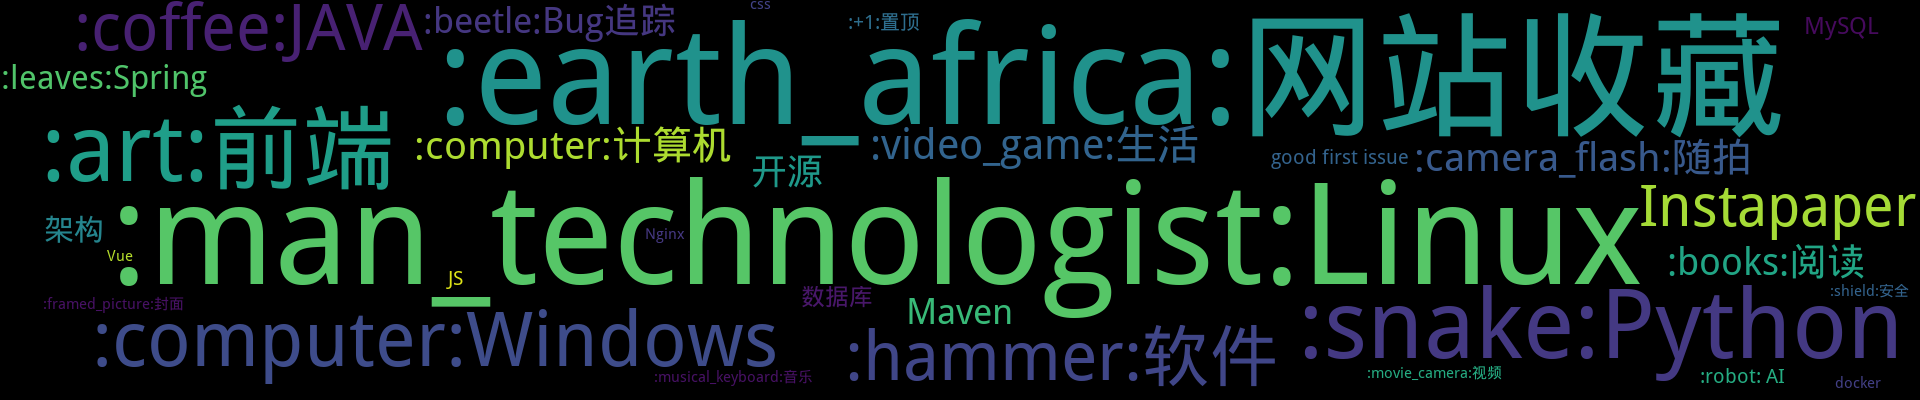 :coffee:JAVA
:beetle:Bug追踪
css
:+1:置顶
MySQL
:earth_africa:网站收藏
:leaves:Spring
:art:前端
:computer:计算机
:video_game:生活
开源
good first issue
:camera_flash:随拍
:man_technologist:Linux
Instapaper
架构
Nginx
Vue
JS
:books:阅读
:framed_picture:封面
数据库
:shield:安全
Maven
:computer:Windows
:hammer:软件
:snake:Python
:musical_keyboard:音乐
:movie_camera:视频
:robot: AI
docker